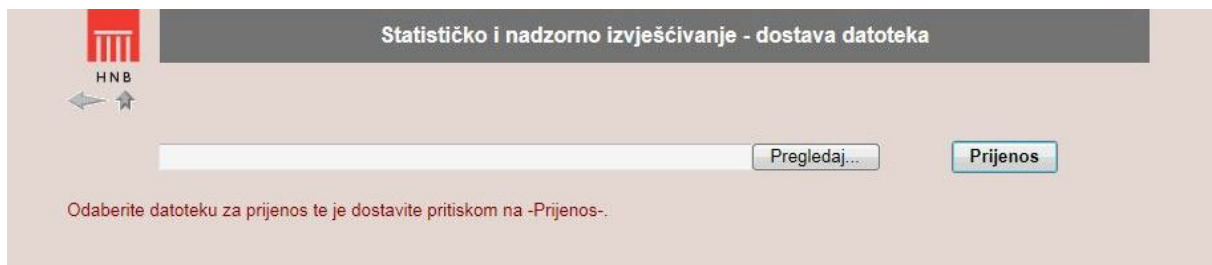 Statističko i nadzorno izvješćivanje - dostava datoteka
HNB
Pregledaj...
Prijenos
Odaberite datoteku za prijenos te je dostavite pritiskom na -Prijenos-.